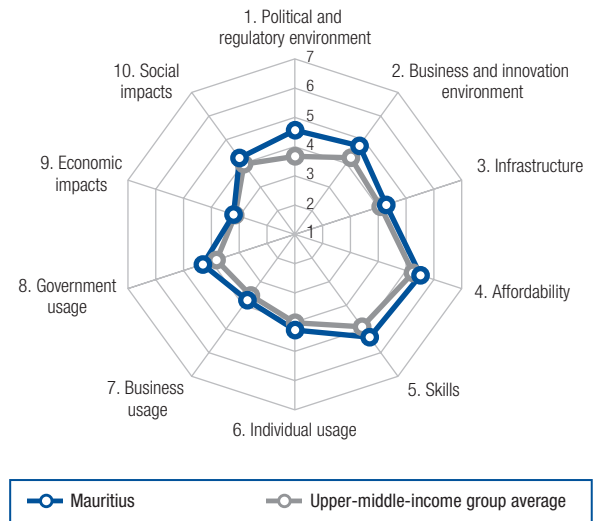 1. Political and
regulatory environment
7
6
5
4
3
2
1
2. Business and innovation
environment
3. Infrastructure
4. Affordability
5. Skills
6. Individual usage
7. Business
usage
8. Government
usage
9. Economic
impacts
10. Social
impacts
Mauritius
Upper-middle-income group average